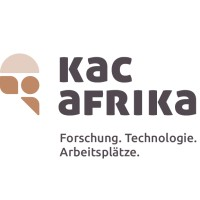 KAC
AFRIKA
Forschung. Technologie.
Arbeitsplätze.